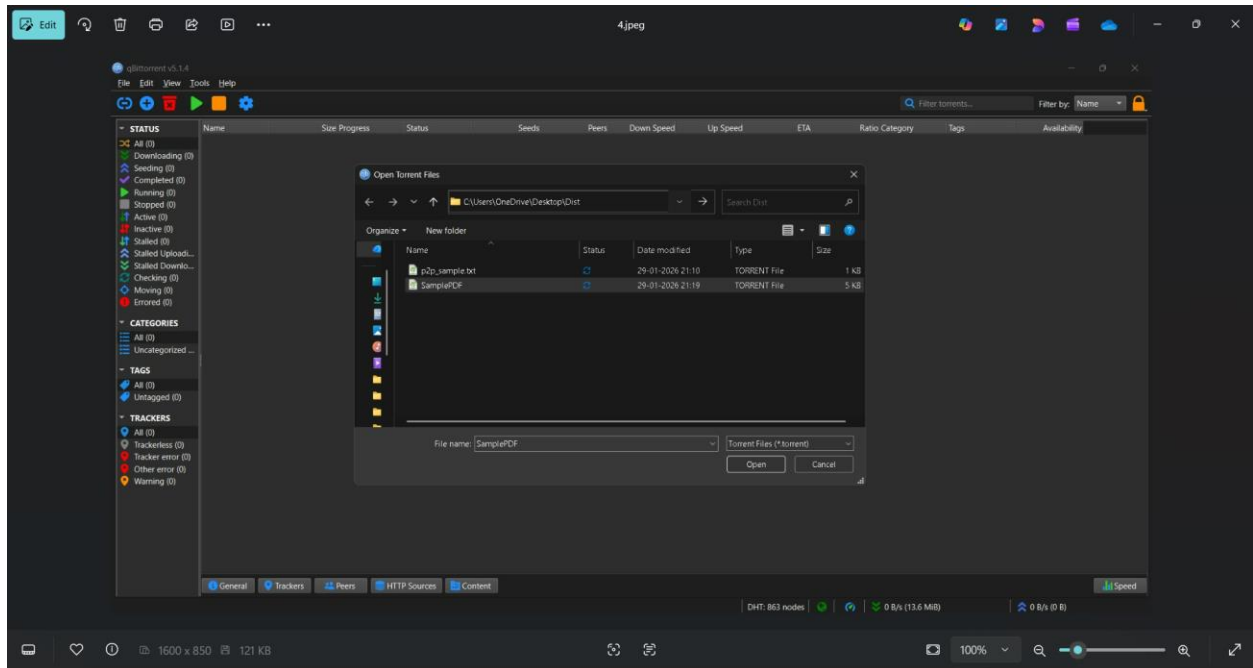 Edit
4.jpeg
qBittorrent v5.1.4
File Edit View Tools Help
Filter torrents...
Filter by: Name
STATUS
Name Size Progress Status Seeds Peers Down Speed Up Speed ETA Ratio Category Tags Availability
All (0)
Downloading (0)
Seeding (0)
Completed (0)
Running (0)
Stopped (0)
Active (0)
Inactive (0)
Stalled (0)
Stalled Uploadi...
Stalled Downlo...
Checking (0)
Moving (0)
Errored (0)
CATEGORIES
All (0)
Uncategorized ...
TAGS
All (0)
Untagged (0)
TRACKERS
All (0)
Trackerless (0)
Tracker error (0)
Other error (0)
Warning (0)
Open Torrent Files
C:\Users\OneDrive\Desktop\Dist
Search Dist
Organize New folder
Name Status Date modified Type Size
p2p_sample.txt 29-01-2026 21:10 TORRENT File 1 KB
SamplePDF 29-01-2026 21:19 TORRENT File 5 KB
File name: SamplePDF Torrent Files (*.torrent)
Open Cancel
General Trackers Peers HTTP Sources Content Speed
DHT: 863 nodes 0 B/s (13.6 MiB) 0 B/s (0 B)
1600 x 850 121 KB 100%